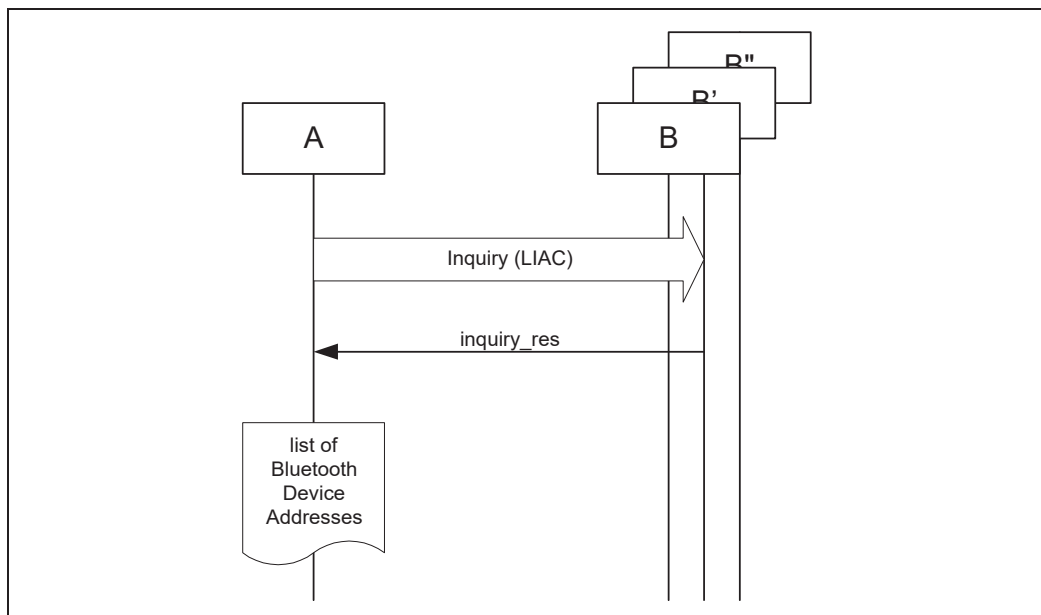 B"
B’
A
B
Inquiry (LIAC)
inquiry_res
list of
Bluetooth
Device
Addresses